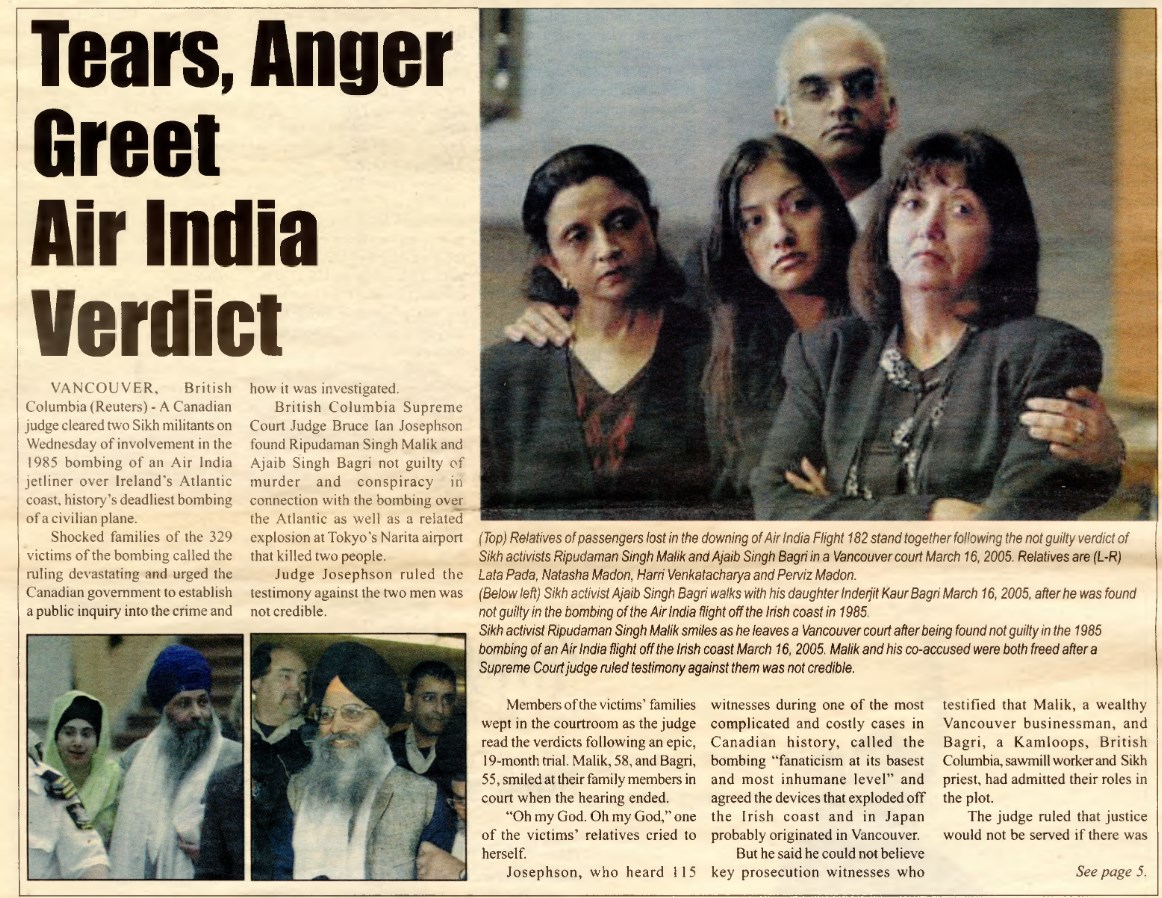 Tears, Anger
Greet
Air India
Verdict
VANCOUVER, British
Columbia (Reuters) - A Canadian
judge cleared two Sikh militants on
Wednesday of involvement in the
1985 bombing of an Air India
jetliner over Ireland's Atlantic
coast, history's deadliest bombing
of a civilian plane.
Shocked families of the 329
victims of the bombing called the
ruling devastating and urged the
Canadian government to establish
a public inquiry into the crime and
how it was investigated.
British Columbia Supreme
Court Judge Bruce Ian Josephson
found Ripudaman Singh Malik and
Ajaib Singh Bagri not guilty of
murder and conspiracy in
connection with the bombing over
the Atlantic as well as a related
explosion at Tokyo's Narita airport
that killed two people.
Judge Josephson ruled the
testimony against the two men was
not credible.
(Top) Relatives of passengers lost in the downing of Air India Flight 182 stand together following the not guilty verdict of
Sikh activists Ripudaman Singh Malik and Ajaib Singh Bagri in a Vancouver court March 16, 2005. Relatives are (L-R)
Lata Pada, Natasha Madon, Harri Venkatacharya and Perviz Madon.
(Below left) Sikh activist Ajaib Singh Bagri walks with his daughter Inderjit Kaur Bagri March 16, 2005, after he was found
not guilty in the bombing of the Air India flight off the Irish coast in 1985.
Sikh activist Ripudaman Singh Malik smiles as he leaves a Vancouver court after being found not guilty in the 1985
bombing of an Air India flight off the Irish coast March 16, 2005. Malik and his co-accused were both freed after a
Supreme Court judge ruled testimony against them was not credible.
Members of the victims' families
wept in the courtroom as the judge
read the verdicts following an epic,
19-month trial. Malik, 58, and Bagri,
55, smiled at their family members in
court when the hearing ended.
"Oh my God. Oh my God," one
of the victims' relatives cried to
herself.
Josephson, who heard 115
witnesses during one of the most
complicated and costly cases in
Canadian history, called the
bombing "fanaticism at its basest
and most inhumane level" and
agreed the devices that exploded off
the Irish coast and in Japan
probably originated in Vancouver.
But he said he could not believe
key prosecution witnesses who
testified that Malik, a wealthy
Vancouver businessman, and
Bagri, a Kamloops, British
Columbia, sawmill worker and Sikh
priest, had admitted their roles in
the plot.
The judge ruled that justice
would not be served if there was
See page 5.